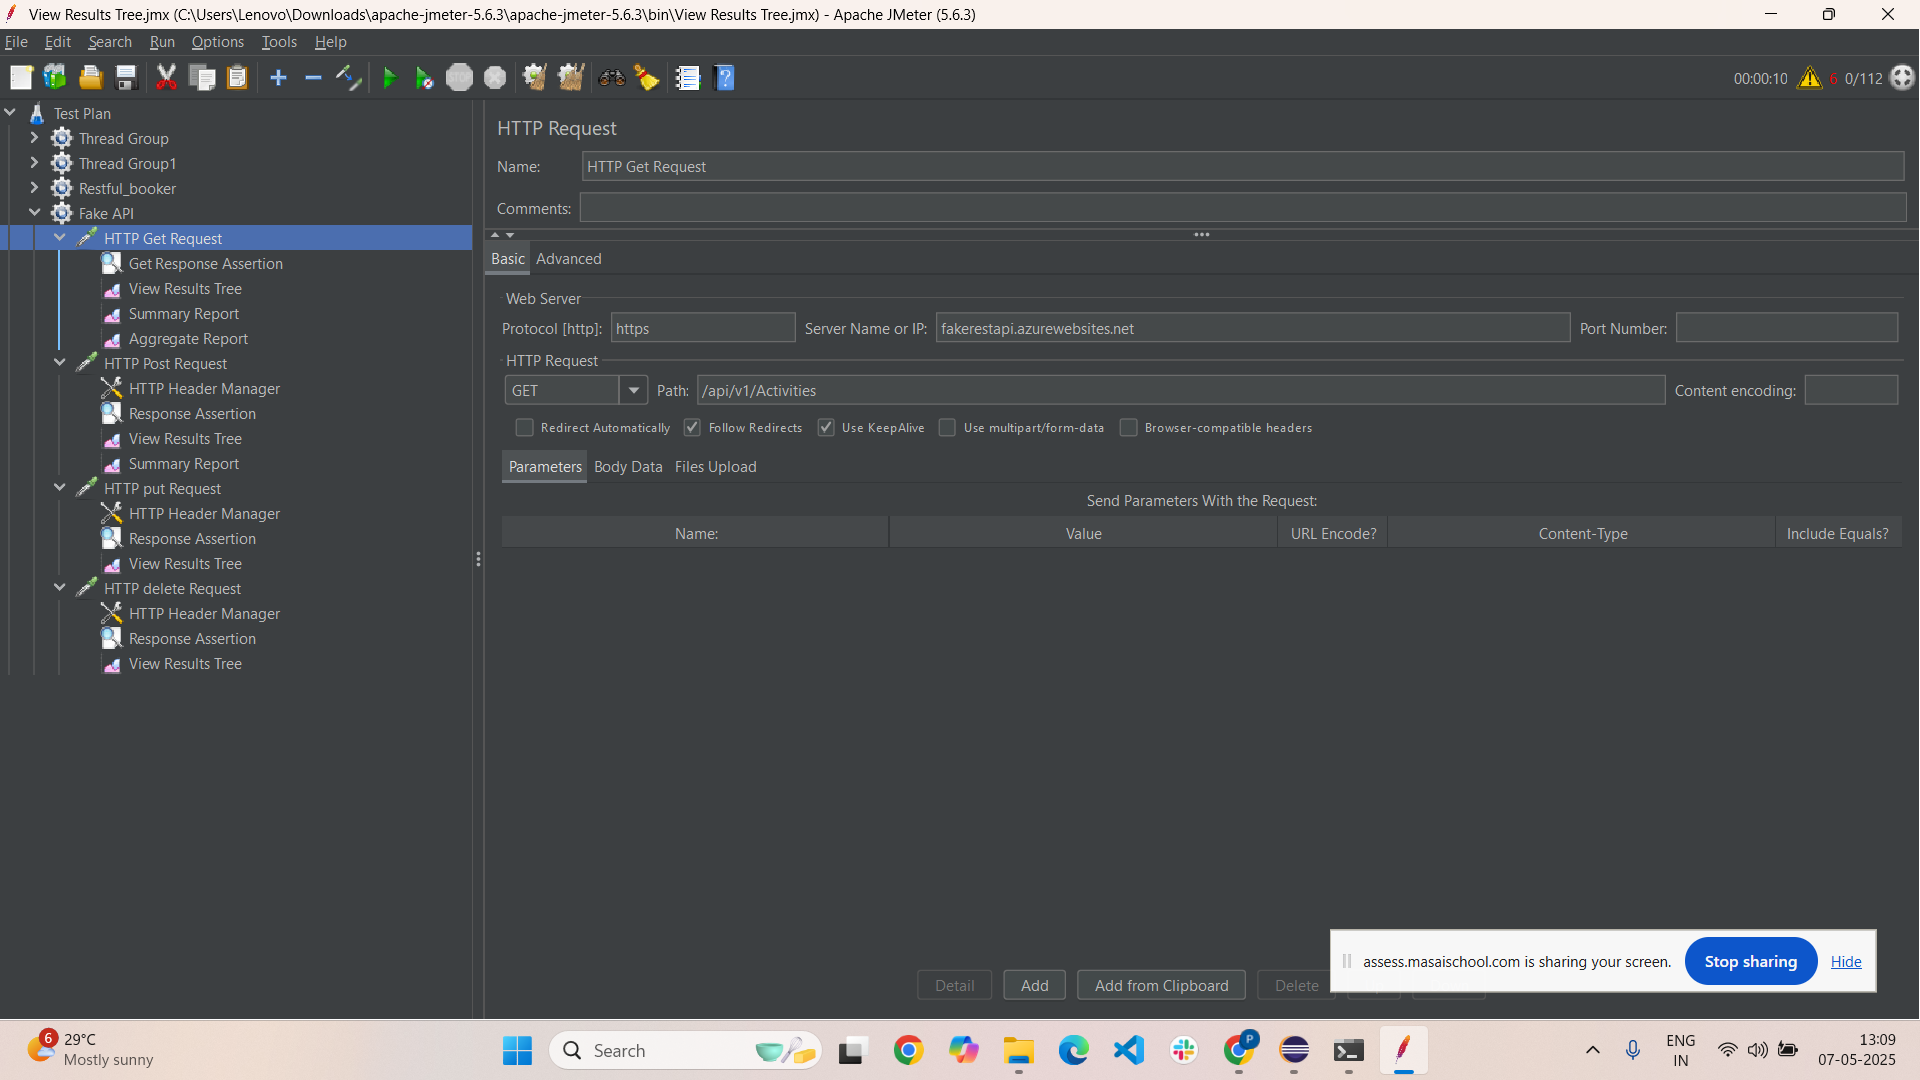 View Results Tree.jmx (C:\Users\Lenovo\Downloads\apache-jmeter-5.6.3\apache-jmeter-5.6.3\bin\View Results Tree.jmx) - Apache JMeter (5.6.3)
File Edit Search Run Options Tools Help
STOP 00:00:10 6 0/112
Test Plan
Thread Group
Thread Group1
Restful_booker
Fake API
HTTP Get Request
Get Response Assertion
View Results Tree
Summary Report
Aggregate Report
HTTP Post Request
HTTP Header Manager
Response Assertion
View Results Tree
Summary Report
HTTP put Request
HTTP Header Manager
Response Assertion
View Results Tree
HTTP delete Request
HTTP Header Manager
Response Assertion
View Results Tree
HTTP Request
Name: HTTP Get Request
Comments:
Basic Advanced
Web Server
Protocol [http]: https Server Name or IP: fakerestapi.azurewebsites.net Port Number:
HTTP Request
GET Path: /api/v1/Activities Content encoding:
Redirect Automatically Follow Redirects Use KeepAlive Use multipart/form-data Browser-compatible headers
Parameters Body Data Files Upload
Send Parameters With the Request:
Name: Value URL Encode? Content-Type Include Equals?
Detail Add Add from Clipboard Delete
assess.masaischool.com is sharing your screen. Stop sharing Hide
6 29°C
Mostly sunny
Search
P
ENG
IN
13:09
07-05-2025